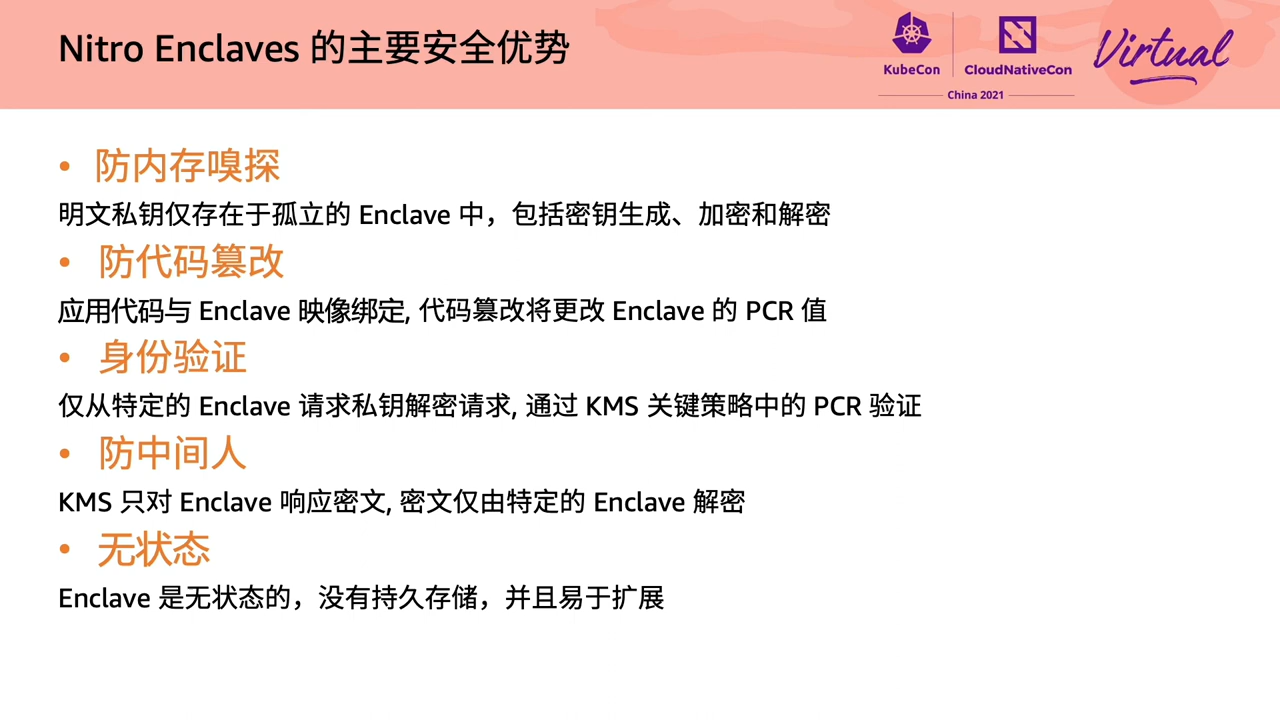 Nitro Enclaves 的主要安全优势
KubeCon
CloudNativeCon
Virtual
China 2021
• 防内存嗅探
明文私钥仅存在于孤立的 Enclave 中，包括密钥生成、加密和解密
• 防代码篡改
应用代码与 Enclave 映像绑定, 代码篡改将更改 Enclave 的 PCR 值
• 身份验证
仅从特定的 Enclave 请求私钥解密请求, 通过 KMS 关键策略中的 PCR 验证
• 防中间人
KMS 只对 Enclave 响应密文, 密文仅由特定的 Enclave 解密
• 无状态
Enclave 是无状态的，没有持久存储，并且易于扩展